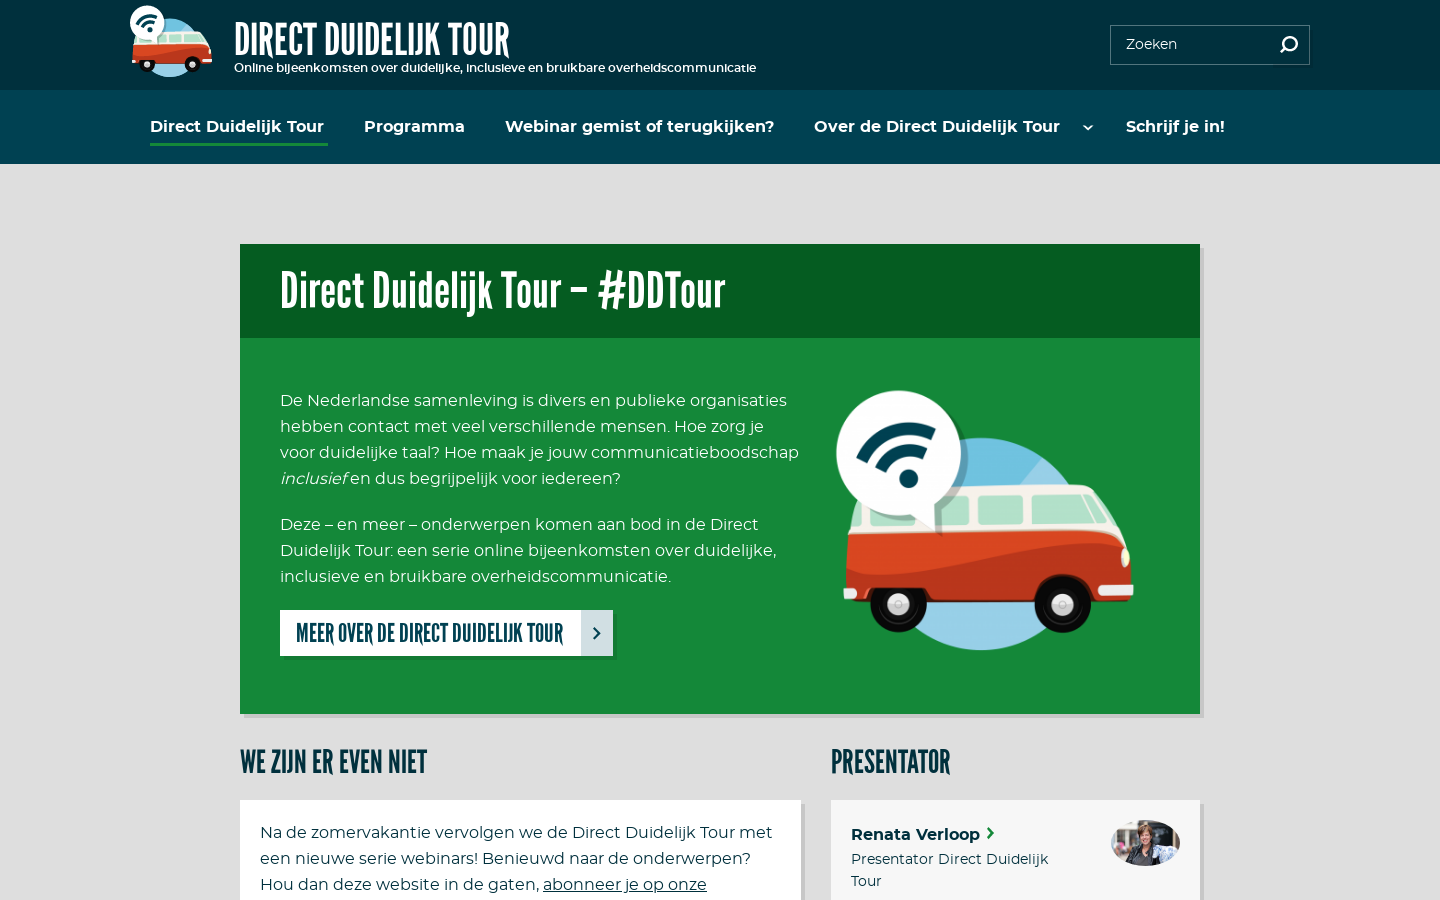 DIRECT DUIDELIJK TOUR
Online bijeenkomsten over duidelijke, inclusieve en bruikbare overheidscommunicatie
Zoeken
Direct Duidelijk Tour
Programma
Webinar gemist of terugkijken?
Over de Direct Duidelijk Tour
Schrijf je in!
Direct Duidelijk Tour – #DDTour
De Nederlandse samenleving is divers en publieke organisaties
hebben contact met veel verschillende mensen. Hoe zorg je
voor duidelijke taal? Hoe maak je jouw communicatieboodschap
inclusief en dus begrijpelijk voor iedereen?
Deze – en meer – onderwerpen komen aan bod in de Direct
Duidelijk Tour: een serie online bijeenkomsten over duidelijke,
inclusieve en bruikbare overheidscommunicatie.
MEER OVER DE DIRECT DUIDELIJK TOUR
WE ZIJN ER EVEN NIET
Na de zomervakantie vervolgen we de Direct Duidelijk Tour met
een nieuwe serie webinars! Benieuwd naar de onderwerpen?
Hou dan deze website in de gaten, abonneer je op onze
PRESENTATOR
Renata Verloop
Presentator Direct Duidelijk
Tour